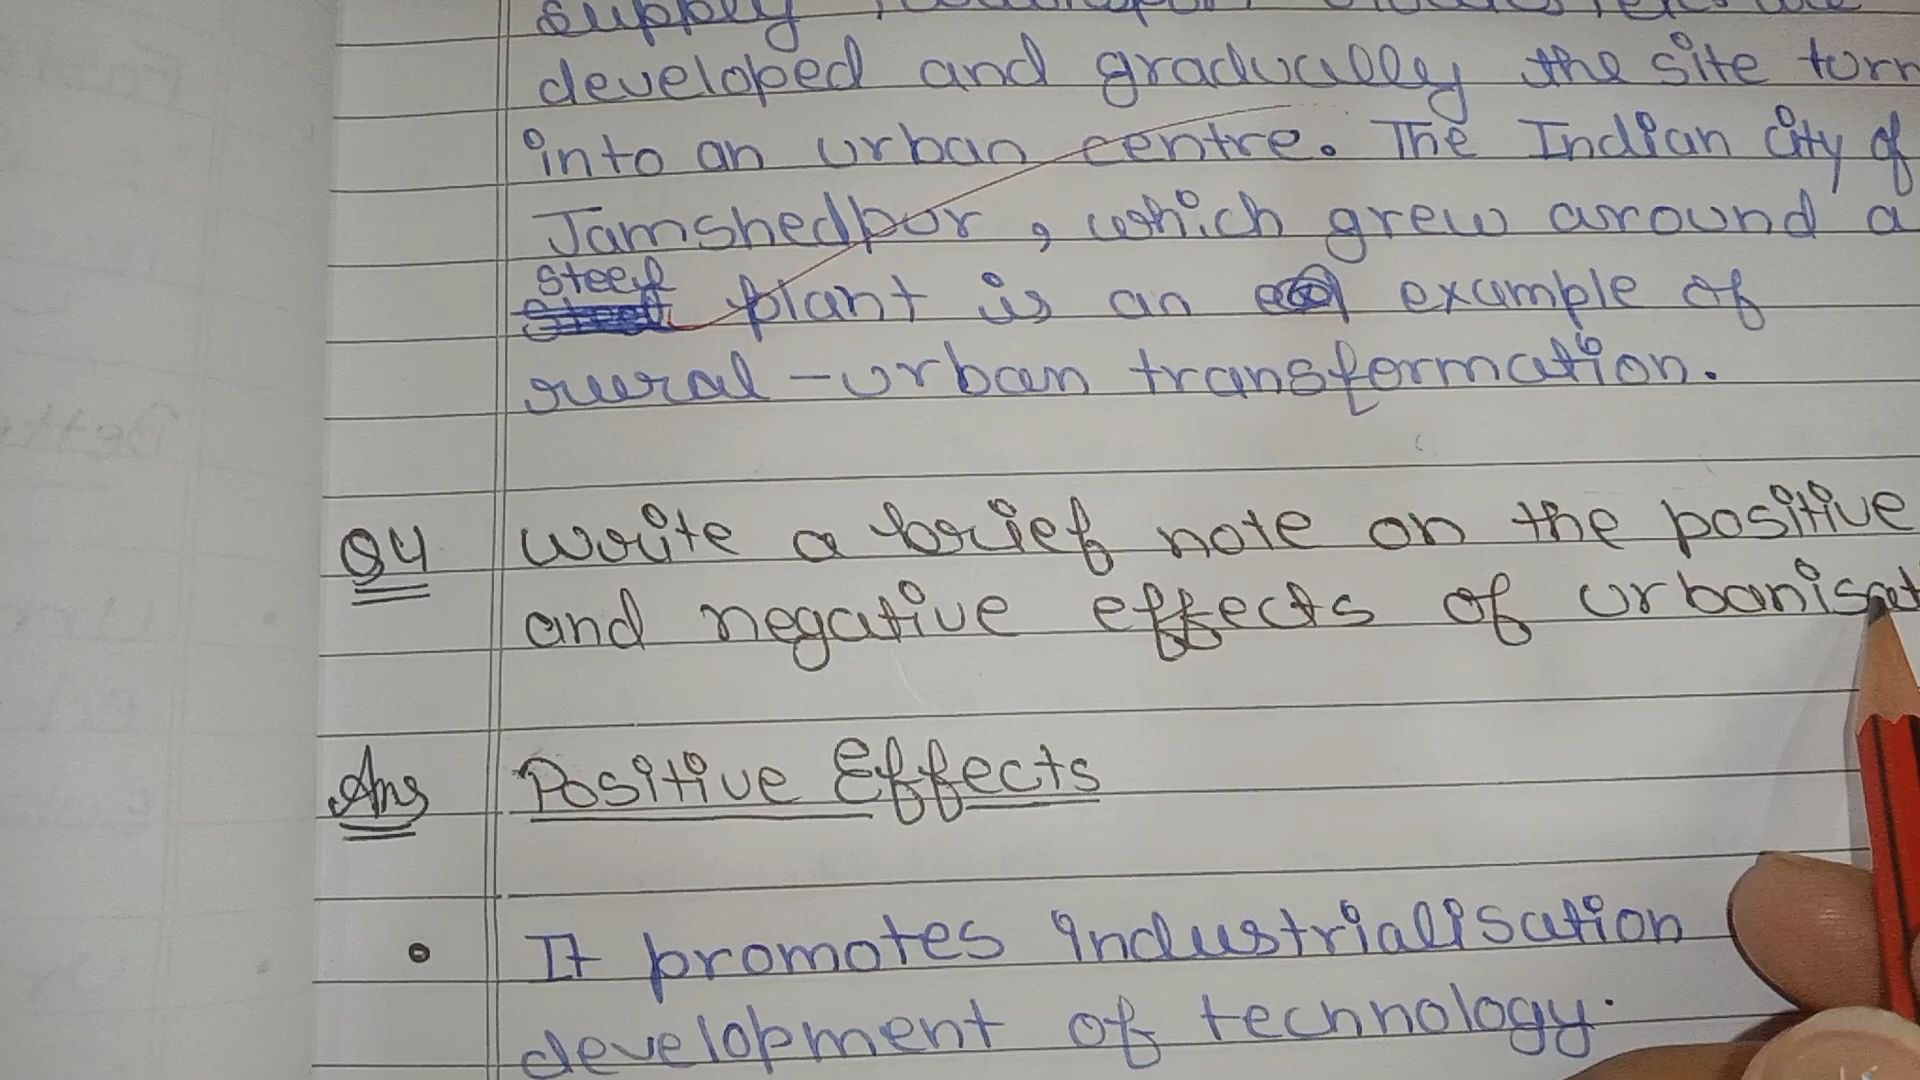 supply
developed and gradually the site turn
into an urban centre. The Indian city of
Jamshedpur, which grew around a
steel plant is an example of
rural-urban transformation.
Q4 Write a brief note on the positive
and negative effects of urbanisat
Ans Positive Effects
• It promotes industrialisation
development of technology.